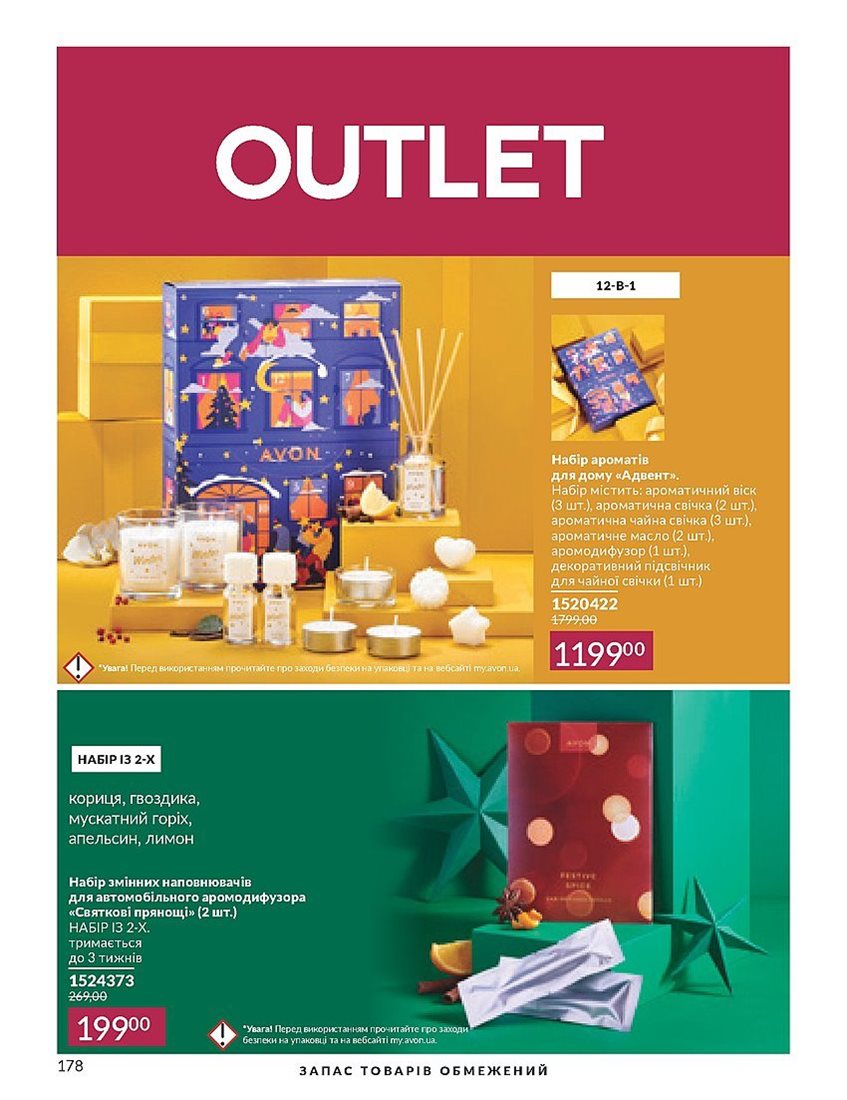 OUTLET
12-В-1
AVON
Набір ароматів
для дому «Адвент».
Набір містить: ароматичний віск
(3 шт.), ароматична свічка (2 шт.),
ароматична чайна свічка (3 шт.),
ароматичне масло (2 шт.),
аромодифузор (1 шт.),
декоративний підсвічник
для чайної свічки (1 шт.)
1520422
1799,00
119900
*Увага! Перед використанням прочитайте про заходи безпеки на упаковці та на вебсайті my.avon.ua.
НАБІР ІЗ 2-Х
кориця, гвоздика,
мускатний горіх,
апельсин, лимон
AVON
FESTIVE
SPICE
Набір змінних наповнювачів
для автомобільного аромодифузора
«Святкові прянощі» (2 шт.)
НАБІР ІЗ 2-Х.
тримається
до 3 тижнів
1524373
269,00
19900
*Увага! Перед використанням прочитайте про заходи
безпеки на упаковці та на вебсайті my.avon.ua.
178
ЗАПАС ТОВАРІВ ОБМЕЖЕНИЙ